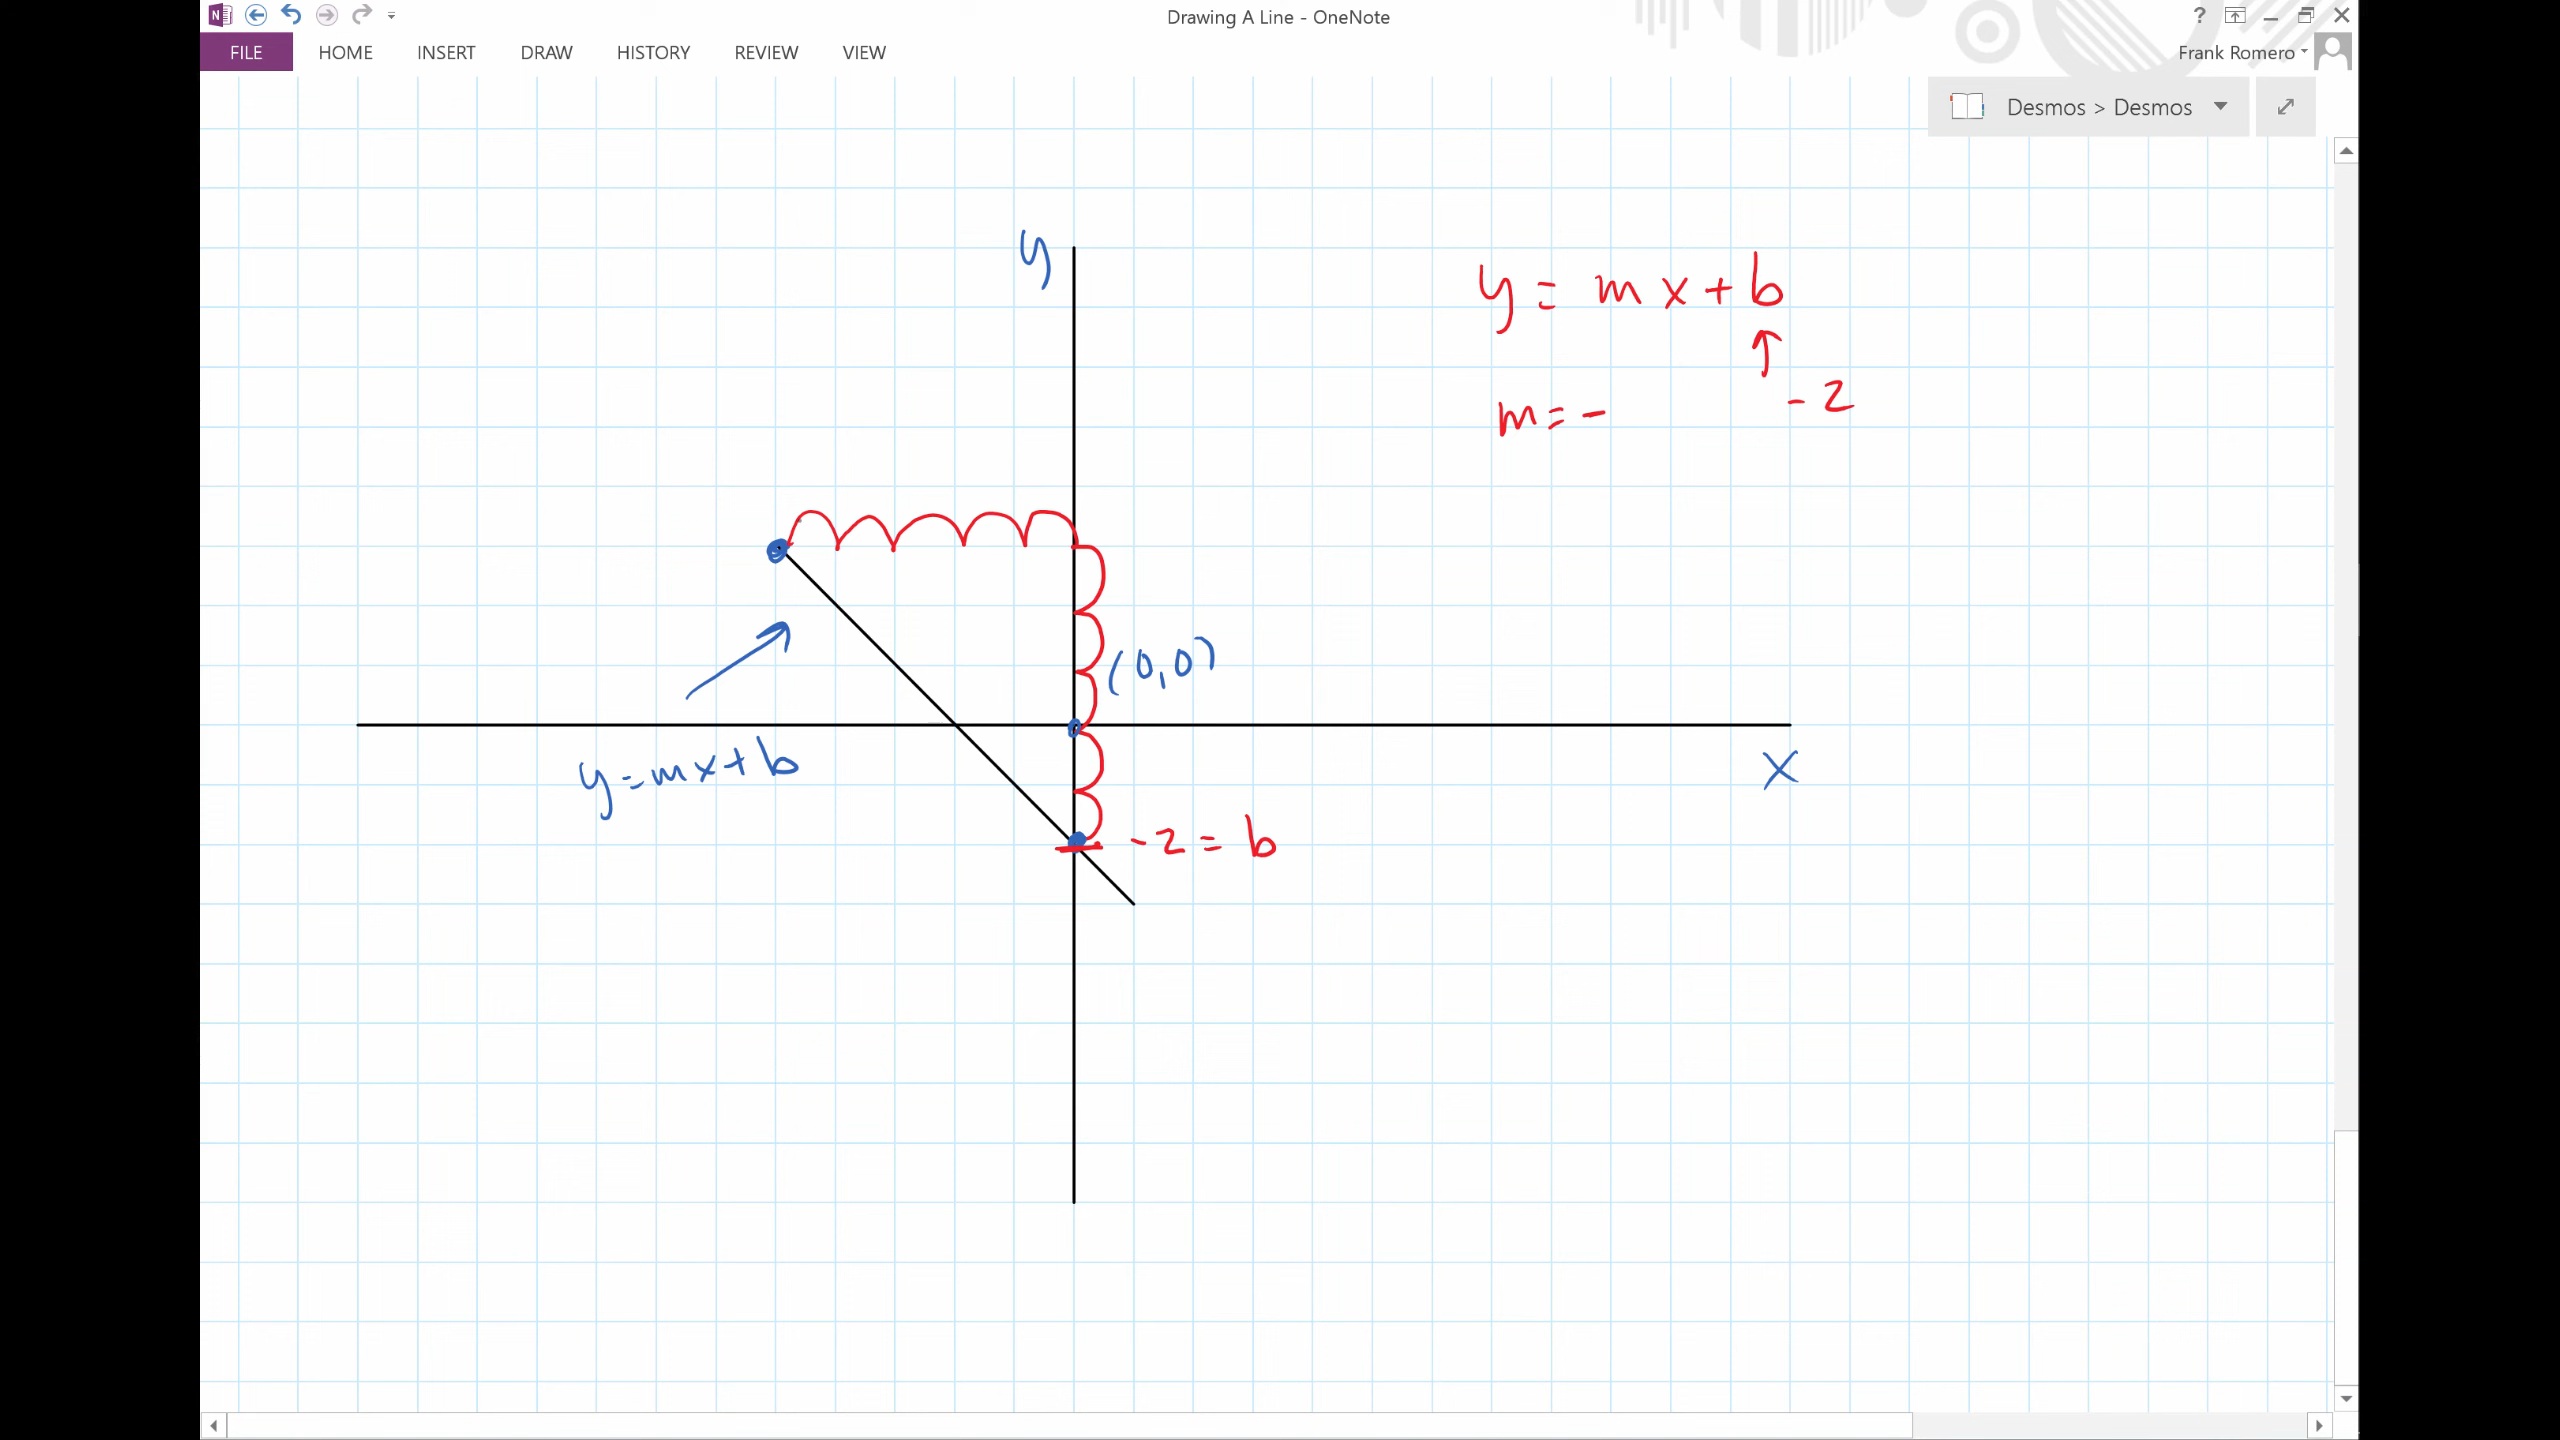 Drawing A Line - OneNote
?
FILE HOME INSERT DRAW HISTORY REVIEW VIEW
Frank Romero
Desmos > Desmos
y
y = mx + b
- 2
m = -
(0,0)
y = mx + b
x
- 2 = b